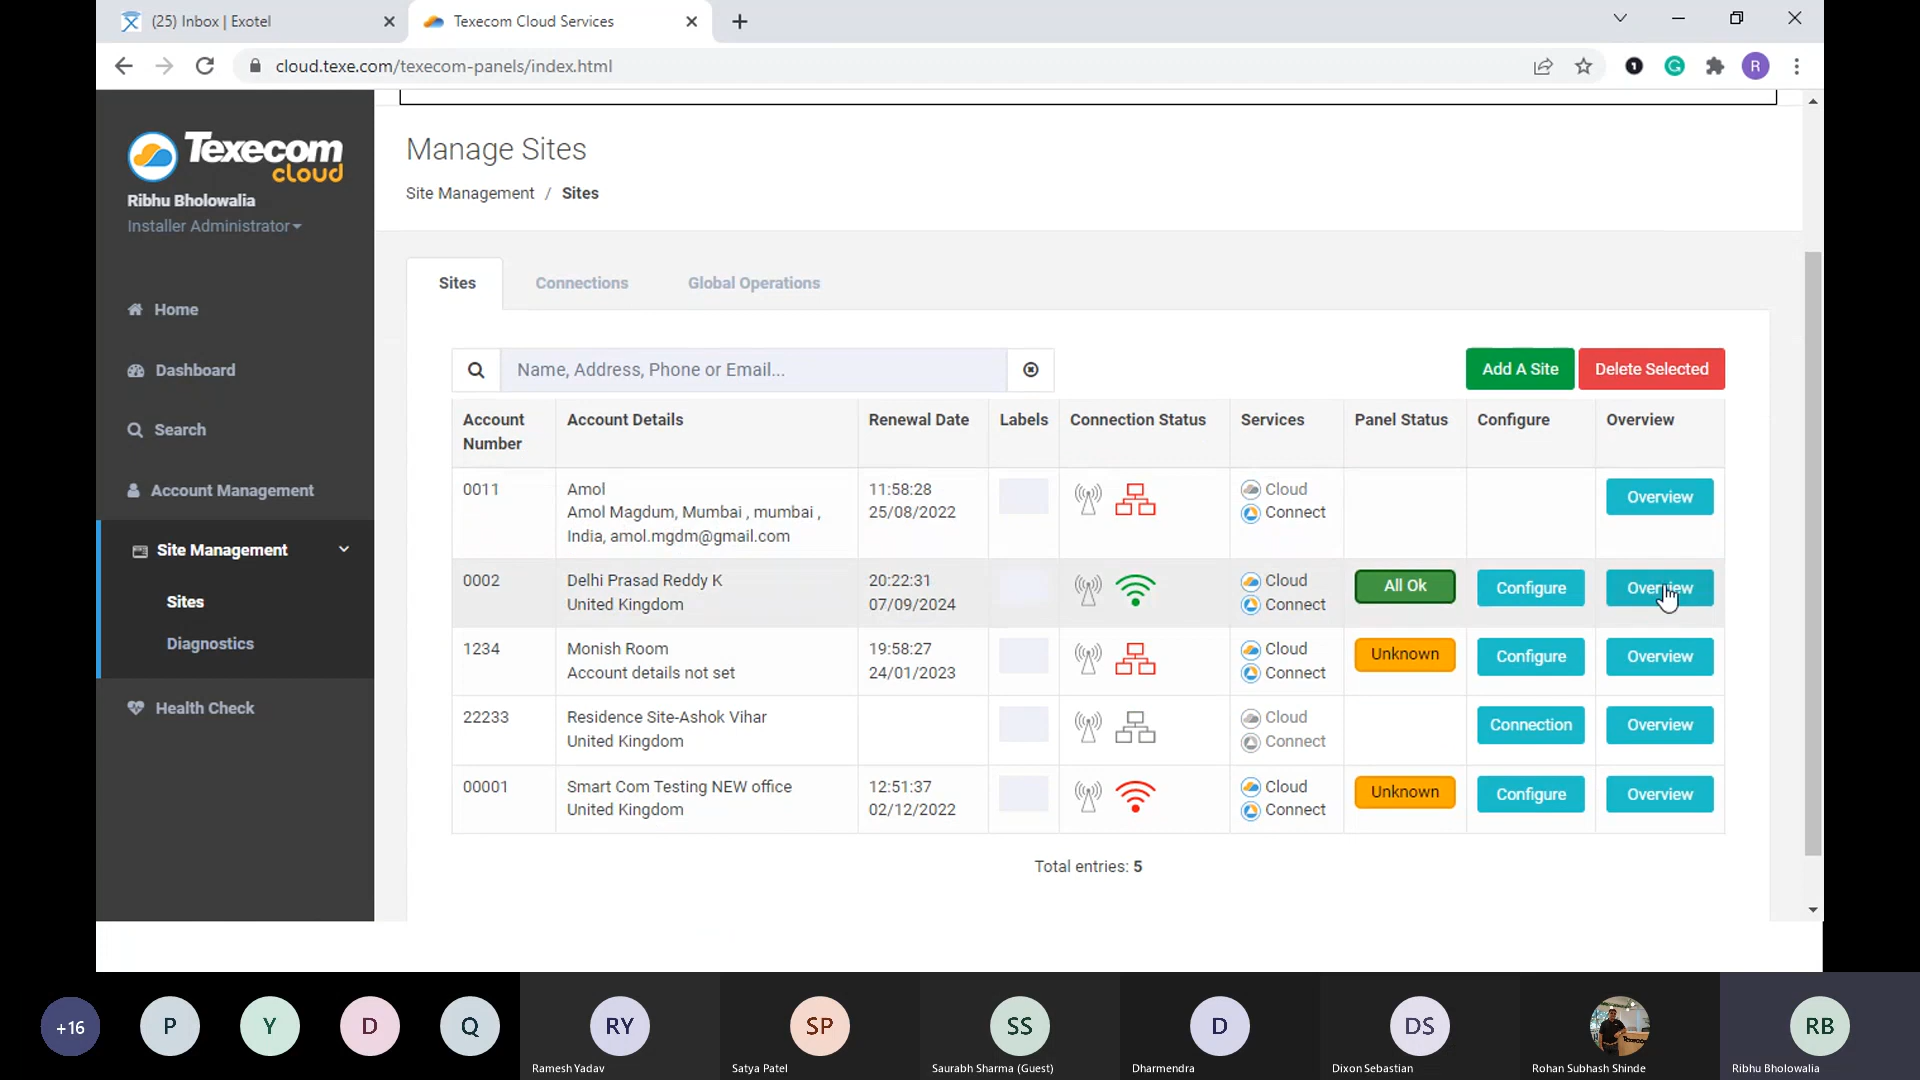 (25) Inbox | Exotel
Texecom Cloud Services
cloud.texe.com/texecom-panels/index.html
R
Texecom
cloud
Ribhu Bholowalia
Installer Administrator
Home
Dashboard
Search
Account Management
Site Management
Sites
Diagnostics
Health Check
Manage Sites
Site Management / Sites
Sites
Connections
Global Operations
Name, Address, Phone or Email...
Add A Site
Delete Selected
Account Number
Account Details
Renewal Date
Labels
Connection Status
Services
Panel Status
Configure
Overview
0011
Amol
Amol Magdum, Mumbai , mumbai ,
India, amol.mgdm@gmail.com
11:58:28
25/08/2022
Cloud
Connect
Overview
0002
Delhi Prasad Reddy K
United Kingdom
20:22:31
07/09/2024
Cloud
Connect
All Ok
Configure
Overview
1234
Monish Room
Account details not set
19:58:27
24/01/2023
Cloud
Connect
Unknown
Configure
Overview
22233
Residence Site-Ashok Vihar
United Kingdom
Cloud
Connect
Connection
Overview
00001
Smart Com Testing NEW office
United Kingdom
12:51:37
02/12/2022
Cloud
Connect
Unknown
Configure
Overview
Total entries: 5
+16
P
Y
D
Q
RY
Ramesh Yadav
SP
Satya Patel
SS
Saurabh Sharma (Guest)
D
Dharmendra
DS
Dixon Sebastian
Rohan Subhash Shinde
RB
Ribhu Bholowalia